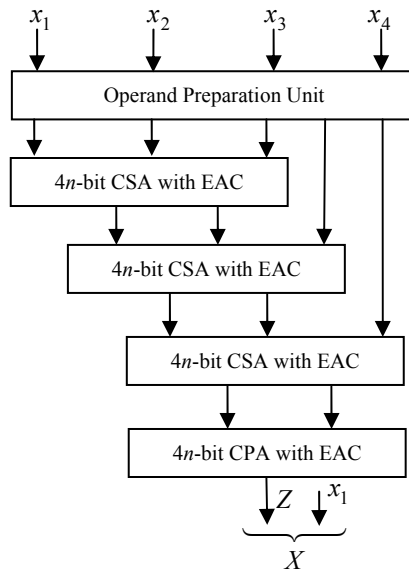 x₁ x₂ x₃ x₄
Operand Preparation Unit
4n-bit CSA with EAC
4n-bit CSA with EAC
4n-bit CSA with EAC
4n-bit CPA with EAC
Z x₁
X